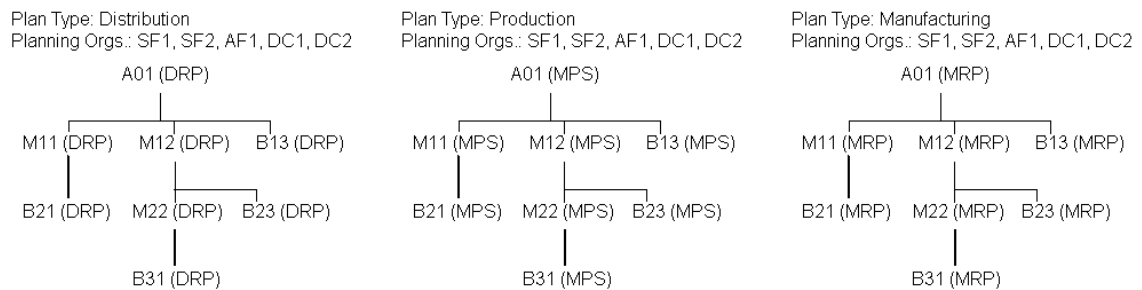 Plan Type: Distribution
Planning Orgs.: SF1, SF2, AF1, DC1, DC2
A01 (DRP)
M11 (DRP) M12 (DRP) B13 (DRP)
B21 (DRP) M22 (DRP) B23 (DRP)
B31 (DRP)
Plan Type: Production
Planning Orgs.: SF1, SF2, AF1, DC1, DC2
A01 (MPS)
M11 (MPS) M12 (MPS) B13 (MPS)
B21 (MPS) M22 (MPS) B23 (MPS)
B31 (MPS)
Plan Type: Manufacturing
Planning Orgs.: SF1, SF2, AF1, DC1, DC2
A01 (MRP)
M11 (MRP) M12 (MRP) B13 (MRP)
B21 (MRP) M22 (MRP) B23 (MRP)
B31 (MRP)